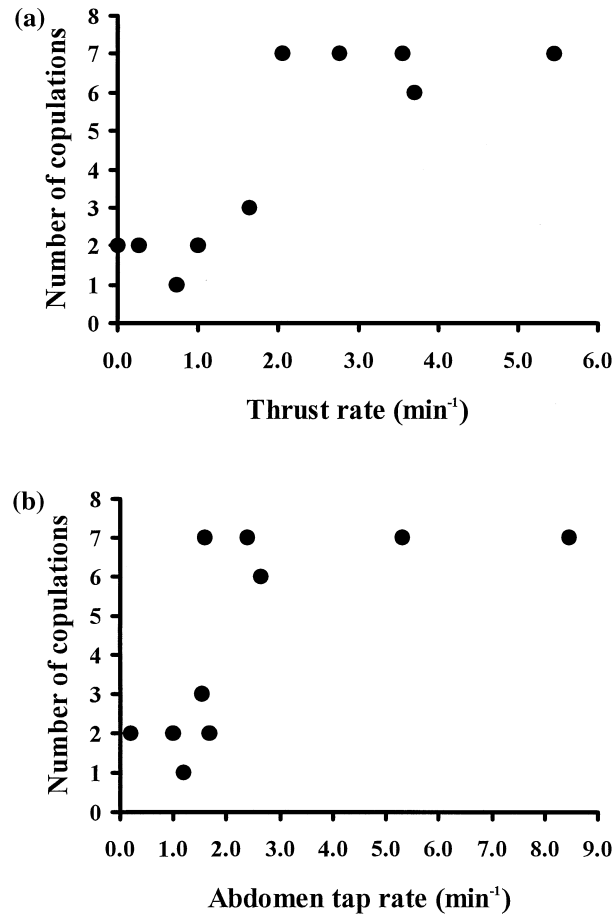 (a)
Number of copulations
8
7
6
5
4
3
2
1
0
0.0 1.0 2.0 3.0 4.0 5.0 6.0
Thrust rate (min⁻¹)
(b)
Number of copulations
8
7
6
5
4
3
2
1
0
0.0 1.0 2.0 3.0 4.0 5.0 6.0 7.0 8.0 9.0
Abdomen tap rate (min⁻¹)